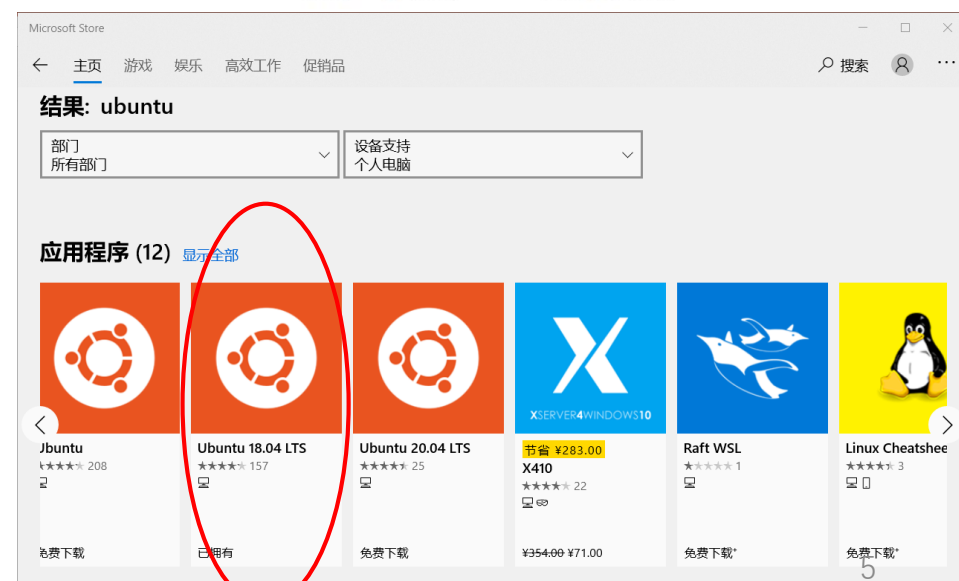 Microsoft Store
主页 游戏 娱乐 高效工作 促销品 搜索
结果: ubuntu
部门
所有部门
设备支持
个人电脑
应用程序 (12) 显示全部
XSERVER4WINDOWS10
Ubuntu
208
免费下载
Ubuntu 18.04 LTS
157
已拥有
Ubuntu 20.04 LTS
25
免费下载
节省 ¥283.00
X410
22
¥354.00 ¥71.00
Raft WSL
1
免费下载*
Linux Cheatshee
3
免费下载*
5